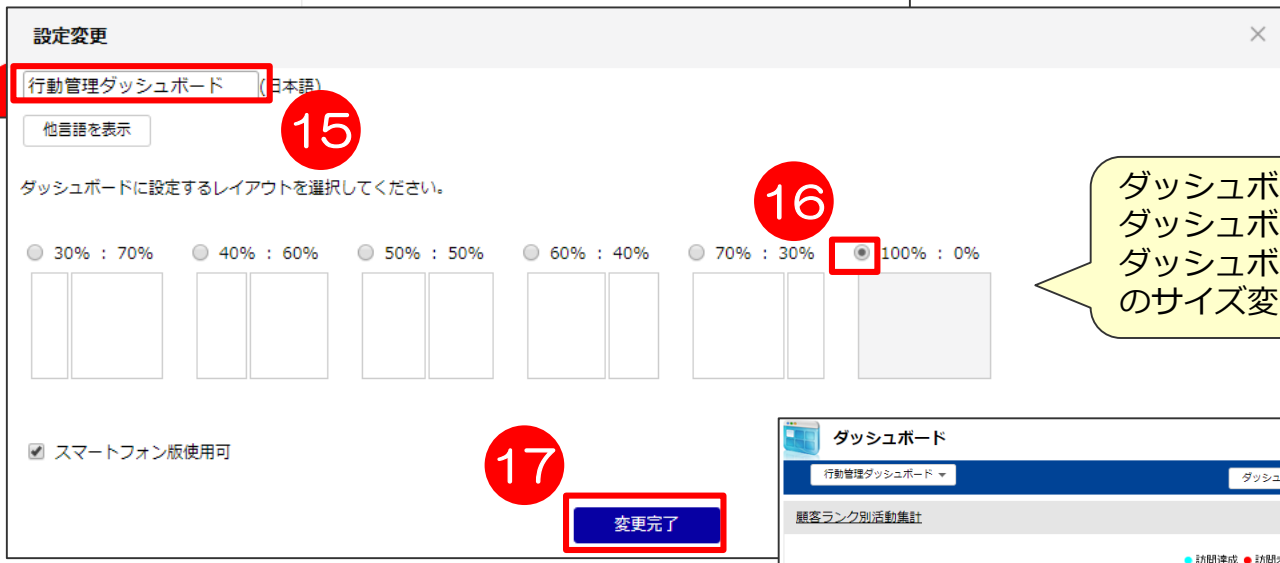 設定変更
×
行動管理ダッシュボード (日本語)
他言語を表示
15
ダッシュボードに設定するレイアウトを選択してください。
16
30% : 70%
40% : 60%
50% : 50%
60% : 40%
70% : 30%
100% : 0%
ダッシュボ
ダッシュボ
ダッシュボ
のサイズ変
スマートフォン版使用可
17
変更完了
ダッシュボード
行動管理ダッシュボード
ダッシュ
顧客ランク別活動集計
訪問達成
訪問